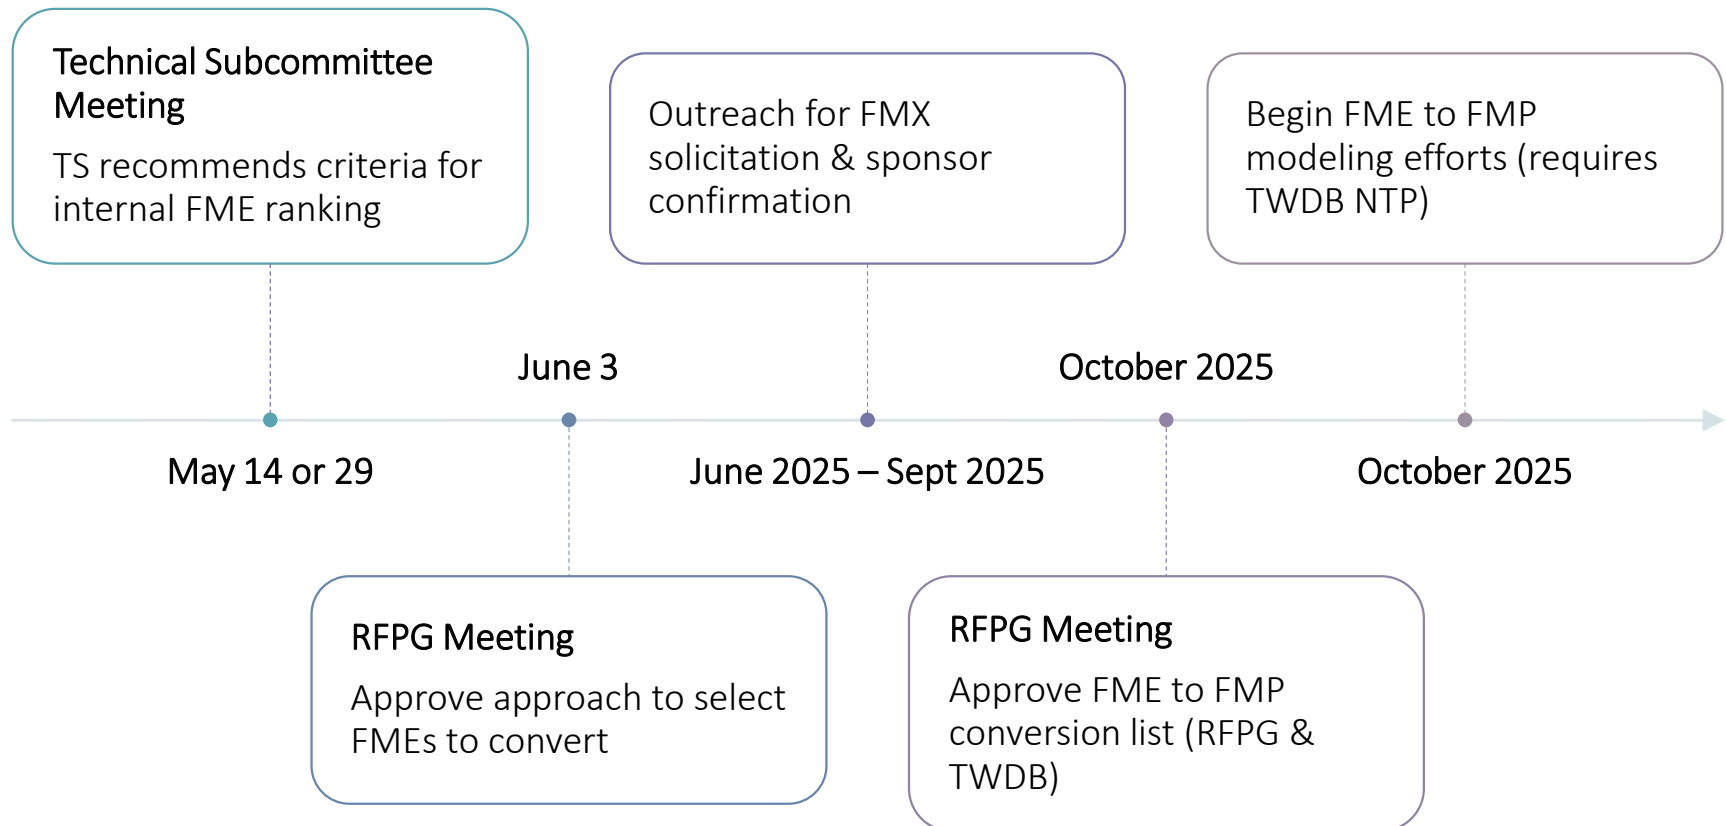 Technical Subcommittee
Meeting
TS recommends criteria for
internal FME ranking
May 14 or 29
June 3
RFPG Meeting
Approve approach to select
FMEs to convert
Outreach for FMX
solicitation & sponsor
confirmation
June 2025 – Sept 2025
October 2025
RFPG Meeting
Approve FME to FMP
conversion list (RFPG &
TWDB)
Begin FME to FMP
modeling efforts (requires
TWDB NTP)
October 2025